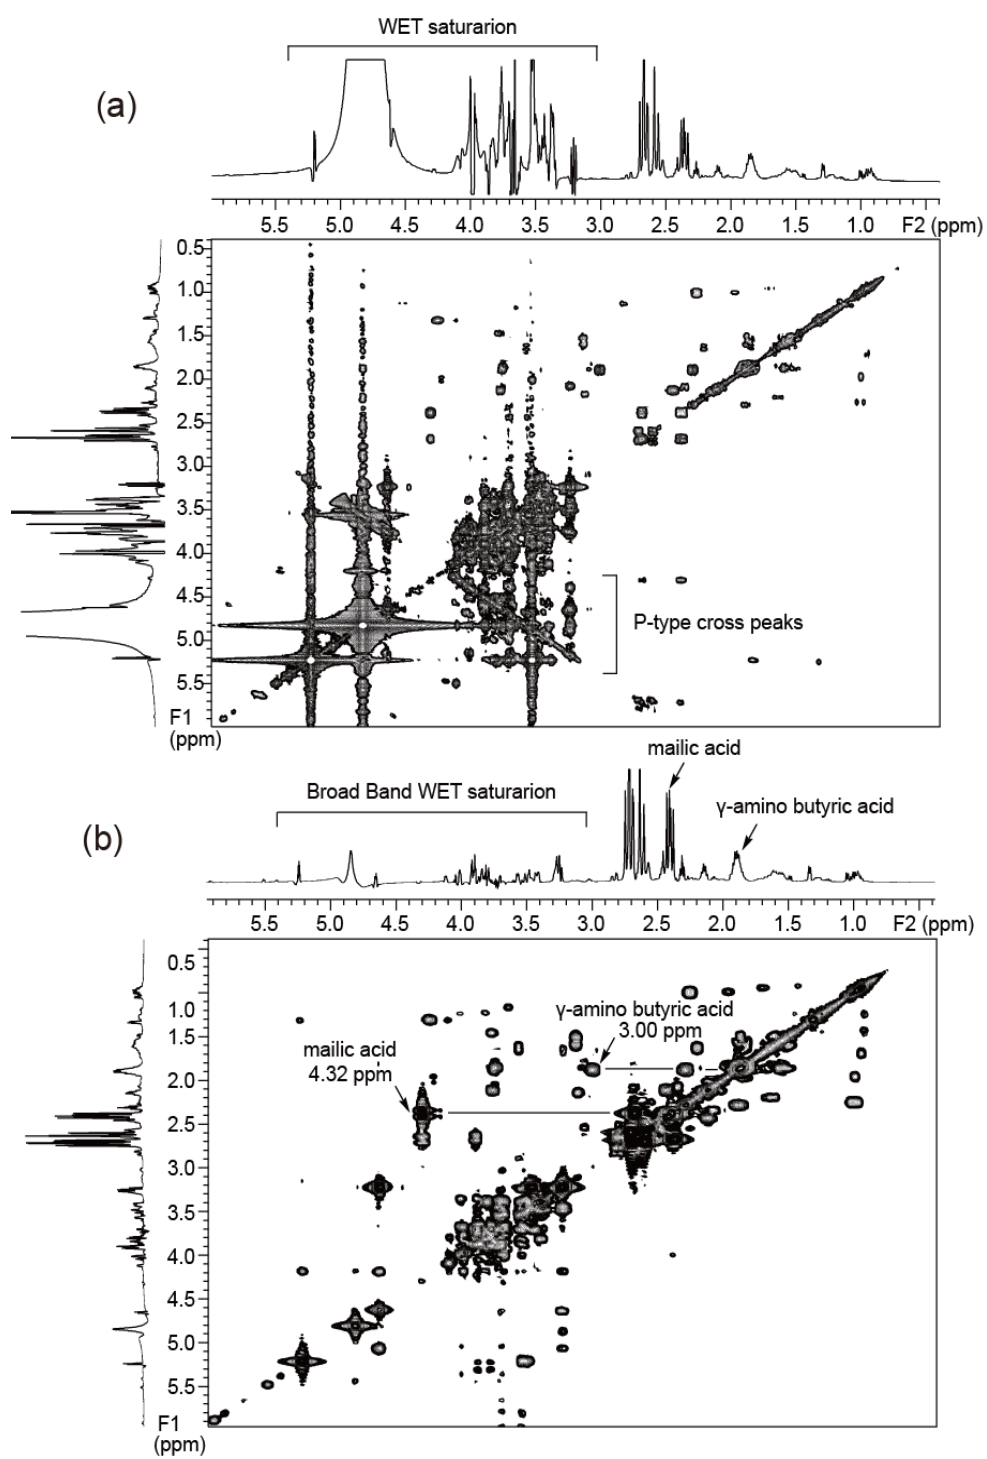 WET saturarion
(a)
5.5 5.0 4.5 4.0 3.5 3.0 2.5 2.0 1.5 1.0 F2 (ppm)
0.5
1.0
1.5
2.0
2.5
3.0
3.5
4.0
4.5
5.0
5.5
F1
(ppm)
P-type cross peaks
mailic acid
Broad Band WET saturarion
γ-amino butyric acid
(b)
5.5 5.0 4.5 4.0 3.5 3.0 2.5 2.0 1.5 1.0 F2 (ppm)
0.5
1.0
1.5
2.0
2.5
3.0
3.5
4.0
4.5
5.0
5.5
F1
(ppm)
γ-amino butyric acid
3.00 ppm
mailic acid
4.32 ppm